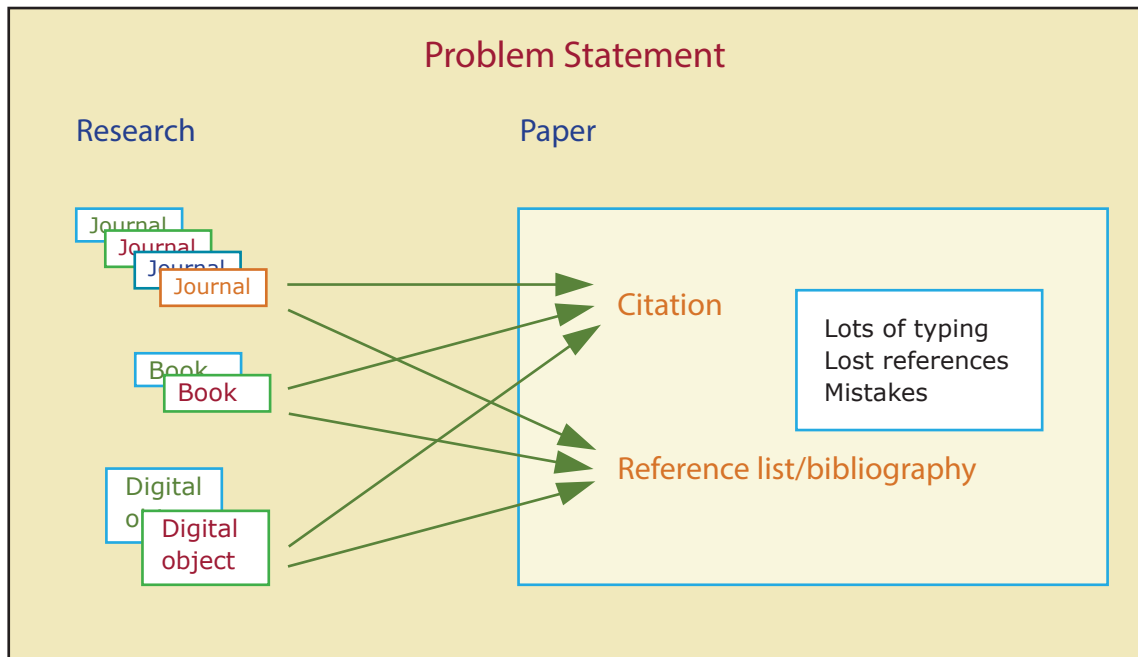 Problem Statement
Research
Paper
Journal
Journal
Journal
Journal
Book
Book
Digital
Digital
object
Citation
Reference list/bibliography
Lots of typing
Lost references
Mistakes